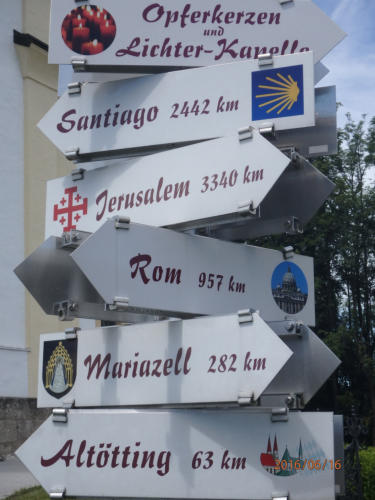 Opferkerzen
und
Lichter-Kapelle
Santiago 2442 km
Jerusalem 3340 km
Rom 957 km
Mariazell 282 km
Altötting 63 km
2016/06/16